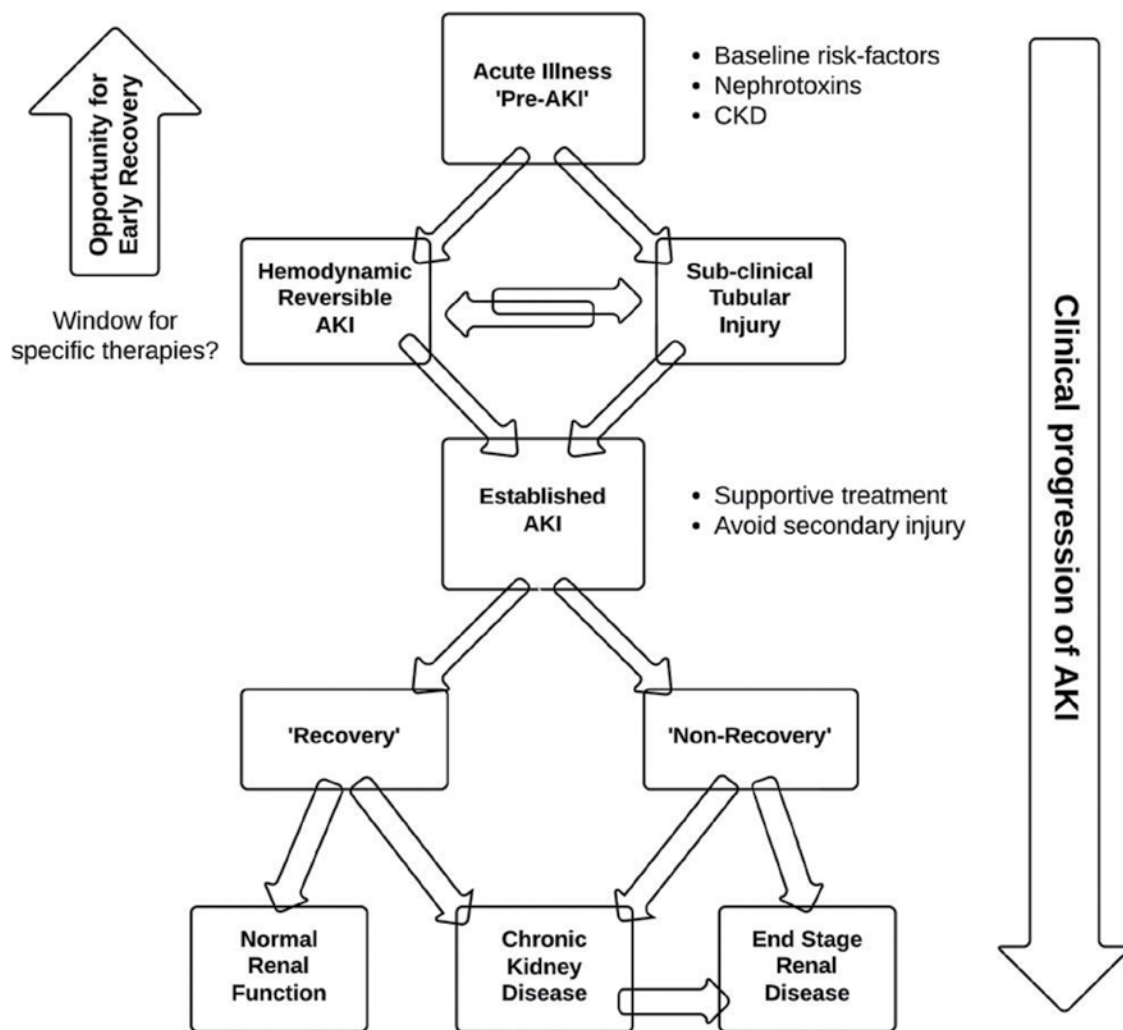 Acute Illness
'Pre-AKI'
• Baseline risk-factors
• Nephrotoxins
• CKD
Opportunity for
Early Recovery
Window for
specific therapies?
Hemodynamic
Reversible
AKI
Sub-clinical
Tubular
Injury
Established
AKI
• Supportive treatment
• Avoid secondary injury
'Recovery'
'Non-Recovery'
Normal
Renal
Function
Chronic
Kidney
Disease
End Stage
Renal
Disease
Clinical progression of AKI